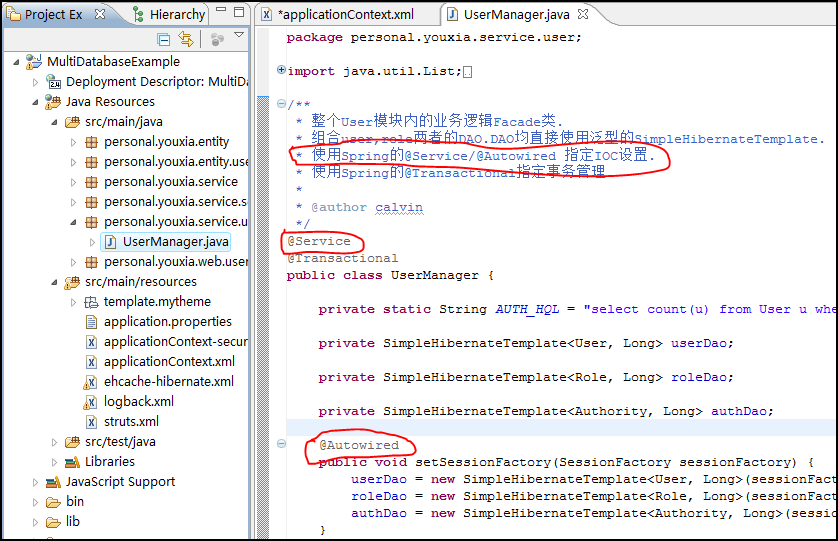 Project Ex
Hierarchy
*applicationContext.xml
UserManager.java
MultiDatabaseExample
Deployment Descriptor: MultiDa
Java Resources
src/main/java
personal.youxia.entity
personal.youxia.entity.use
personal.youxia.service
personal.youxia.service.s
personal.youxia.service.u
UserManager.java
personal.youxia.web.user
src/main/resources
template.mytheme
application.properties
applicationContext-secur
applicationContext.xml
ehcache-hibernate.xml
logback.xml
struts.xml
src/test/java
Libraries
JavaScript Support
bin
lib
package personal.youxia.service.user;
import java.util.List;
/**
* 整个User模块内的业务逻辑Facade类.
* 组合user,role两者的DAO.DAO均直接使用泛型的SimpleHibernateTemplate.
* 使用Spring的@Service/@Autowired 指定IOC设置.
* 使用Spring的@Transactional指定事务管理
*
* @author calvin
*/
@Service
@Transactional
public class UserManager {
private static String AUTH_HQL = "select count(u) from User u whe
private SimpleHibernateTemplate<User, Long> userDao;
private SimpleHibernateTemplate<Role, Long> roleDao;
private SimpleHibernateTemplate<Authority, Long> authDao;
@Autowired
public void setSessionFactory(SessionFactory sessionFactory) {
userDao = new SimpleHibernateTemplate<User, Long>(sessionFact
roleDao = new SimpleHibernateTemplate<Role, Long>(sessionFact
authDao = new SimpleHibernateTemplate<Authority, Long>(sessio
}